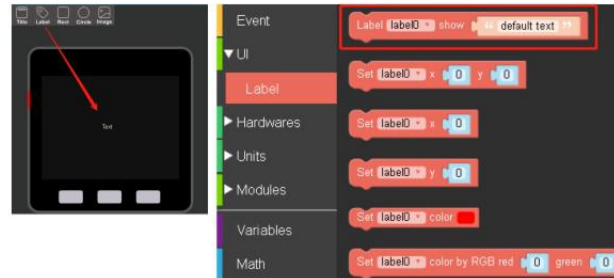 Title Label Rect Circle Image
Text
Event
UI
Label
Hardwares
Units
Modules
Variables
Math
Label label0 show “ default text ”
Set label0 x 0 y 0
Set label0 x 0
Set label0 y 0
Set label0 color
Set label0 color by RGB red 0 green 0